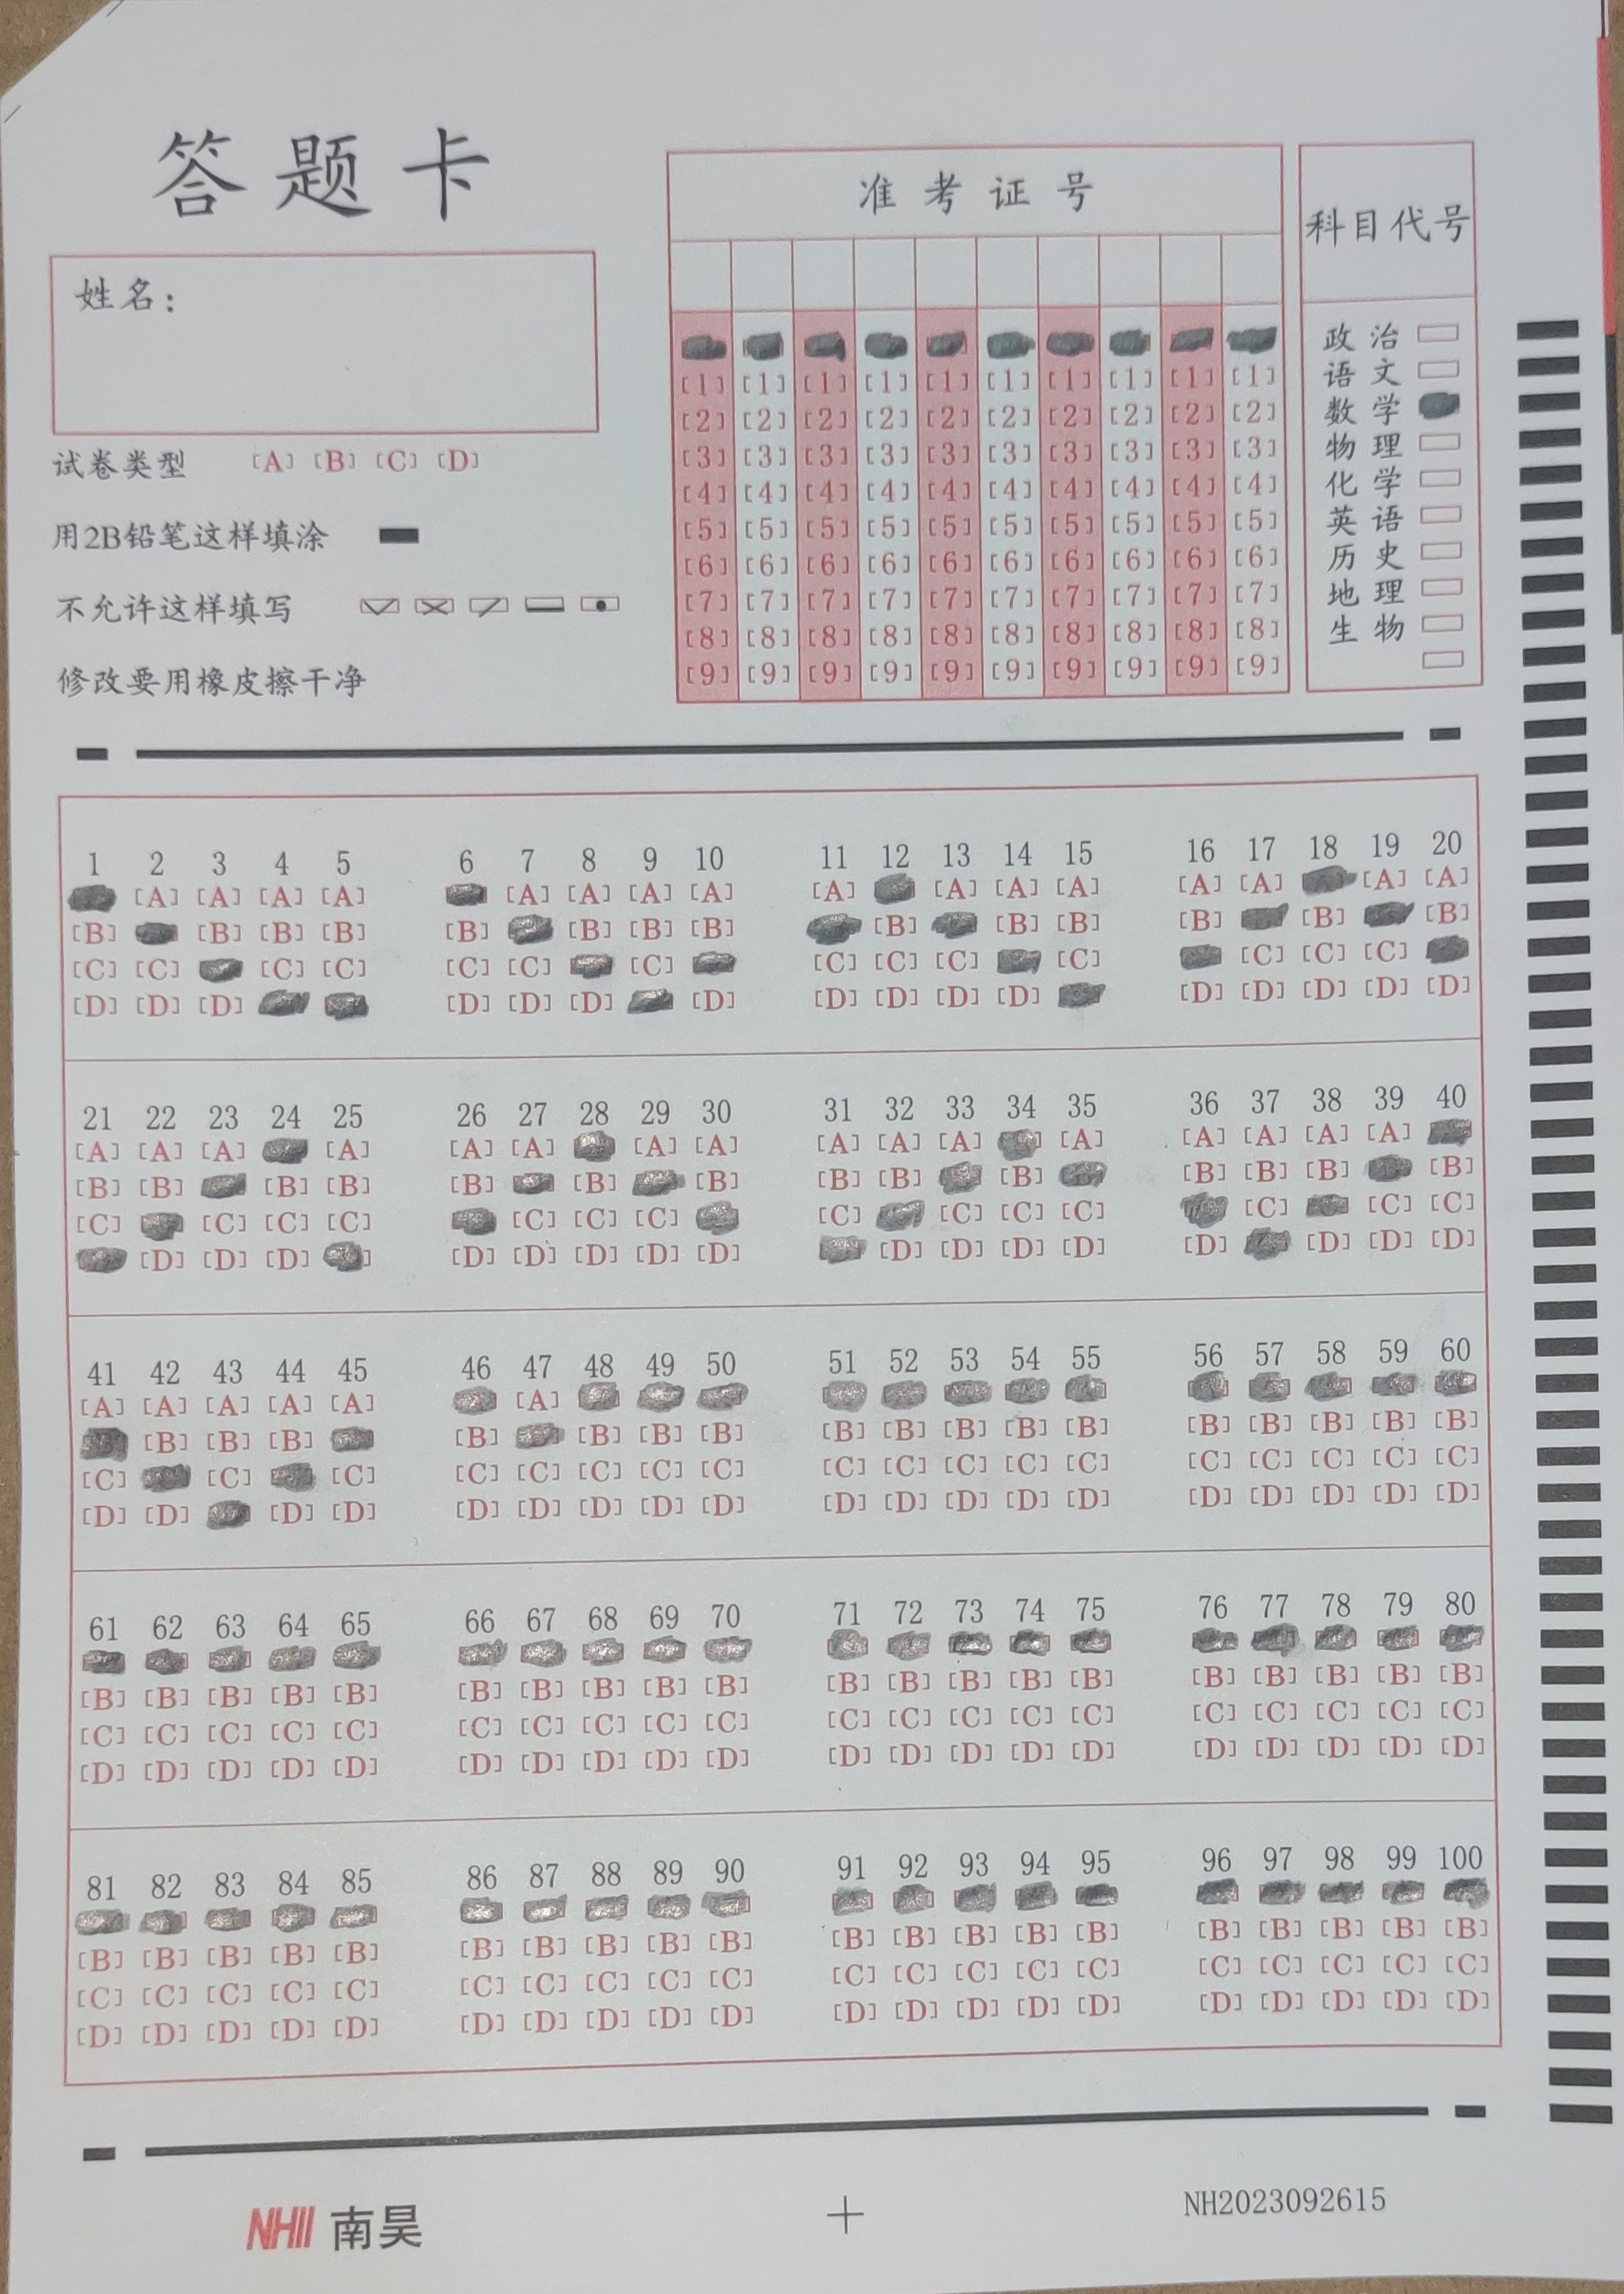 答题卡
准考证号
科目代号
姓名：
试卷类型 [A] [B] [C] [D]
用2B铅笔这样填涂
不允许这样填写
修改要用橡皮擦干净
[1] [1] [1] [1] [1] [1] [1] [1] [1] [1]
[2] [2] [2] [2] [2] [2] [2] [2] [2] [2]
[3] [3] [3] [3] [3] [3] [3] [3] [3] [3]
[4] [4] [4] [4] [4] [4] [4] [4] [4] [4]
[5] [5] [5] [5] [5] [5] [5] [5] [5] [5]
[6] [6] [6] [6] [6] [6] [6] [6] [6] [6]
[7] [7] [7] [7] [7] [7] [7] [7] [7] [7]
[8] [8] [8] [8] [8] [8] [8] [8] [8] [8]
[9] [9] [9] [9] [9] [9] [9] [9] [9] [9]
政治
语文
数学
物理
化学
英语
历史
地理
生物
1 2 3 4 5 6 7 8 9 10 11 12 13 14 15 16 17 18 19 20
[A] [A] [A] [A] [A] [A] [A] [A] [A] [A] [A] [A] [A] [A] [A] [A]
[B] [B] [B] [B] [B] [B] [B] [B] [B] [B] [B] [B] [B] [B]
[C] [C] [C] [C] [C] [C] [C] [C] [C] [C] [C] [C] [C] [C]
[D] [D] [D] [D] [D] [D] [D] [D] [D] [D] [D] [D] [D] [D] [D] [D]
21 22 23 24 25 26 27 28 29 30 31 32 33 34 35 36 37 38 39 40
[A] [A] [A] [A] [A] [A] [A] [A] [A] [A] [A] [A] [A] [A] [A] [A]
[B] [B] [B] [B] [B] [B] [B] [B] [B] [B] [B] [B] [B] [B]
[C] [C] [C] [C] [C] [C] [C] [C] [C] [C] [C] [C] [C] [C]
[D] [D] [D] [D] [D] [D] [D] [D] [D] [D] [D] [D] [D] [D] [D] [D]
41 42 43 44 45 46 47 48 49 50 51 52 53 54 55 56 57 58 59 60
[A] [A] [A] [A] [A] [A]
[B] [B] [B] [B] [B] [B] [B] [B] [B] [B] [B] [B] [B] [B] [B] [B] [B]
[C] [C] [C] [C] [C] [C] [C] [C] [C] [C] [C] [C] [C] [C] [C] [C] [C] [C]
[D] [D] [D] [D] [D] [D] [D] [D] [D] [D] [D] [D] [D] [D] [D] [D] [D] [D] [D]
61 62 63 64 65 66 67 68 69 70 71 72 73 74 75 76 77 78 79 80
[B] [B] [B] [B] [B] [B] [B] [B] [B] [B] [B] [B] [B] [B] [B] [B] [B] [B] [B] [B]
[C] [C] [C] [C] [C] [C] [C] [C] [C] [C] [C] [C] [C] [C] [C] [C] [C] [C] [C] [C]
[D] [D] [D] [D] [D] [D] [D] [D] [D] [D] [D] [D] [D] [D] [D] [D] [D] [D] [D] [D]
81 82 83 84 85 86 87 88 89 90 91 92 93 94 95 96 97 98 99 100
[B] [B] [B] [B] [B] [B] [B] [B] [B] [B] [B] [B] [B] [B] [B] [B] [B] [B] [B] [B]
[C] [C] [C] [C] [C] [C] [C] [C] [C] [C] [C] [C] [C] [C] [C] [C] [C] [C] [C] [C]
[D] [D] [D] [D] [D] [D] [D] [D] [D] [D] [D] [D] [D] [D] [D] [D] [D] [D] [D] [D]
NHII 南昊
NH2023092615